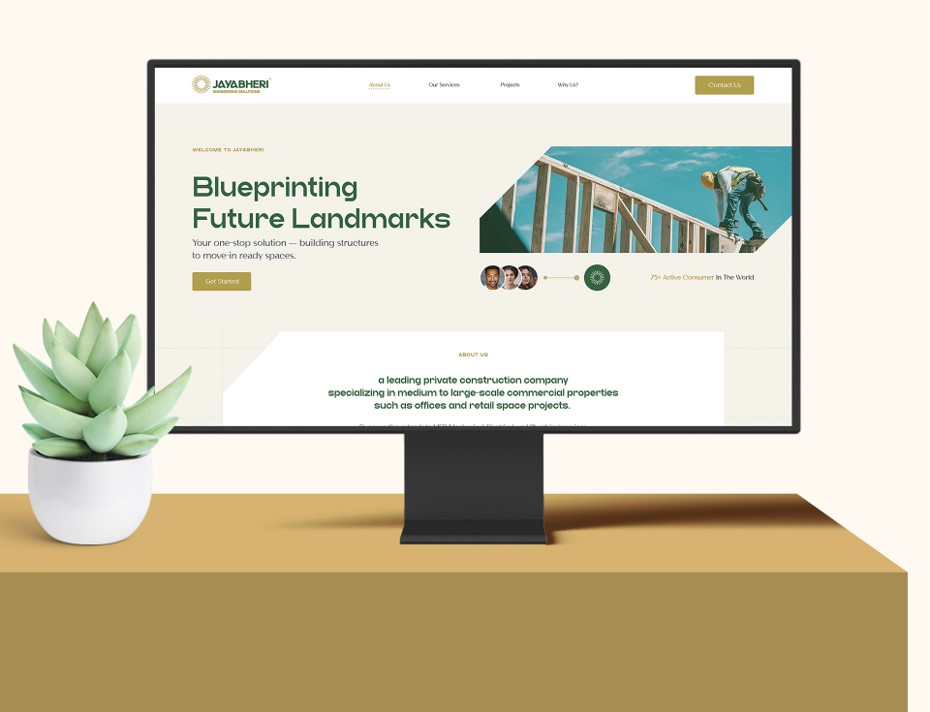 JAYABHERI
ENGINEERING SOLUTIONS
About Us
Our Services
Projects
Why Us?
Contact Us
WELCOME TO JAYABHERI
Blueprinting
Future Landmarks
Your one-stop solution — building structures
to move-in ready spaces.
Get Started
75+ Active Consumer In The World
ABOUT US
a leading private construction company
specializing in medium to large-scale commercial properties
such as offices and retail space projects.